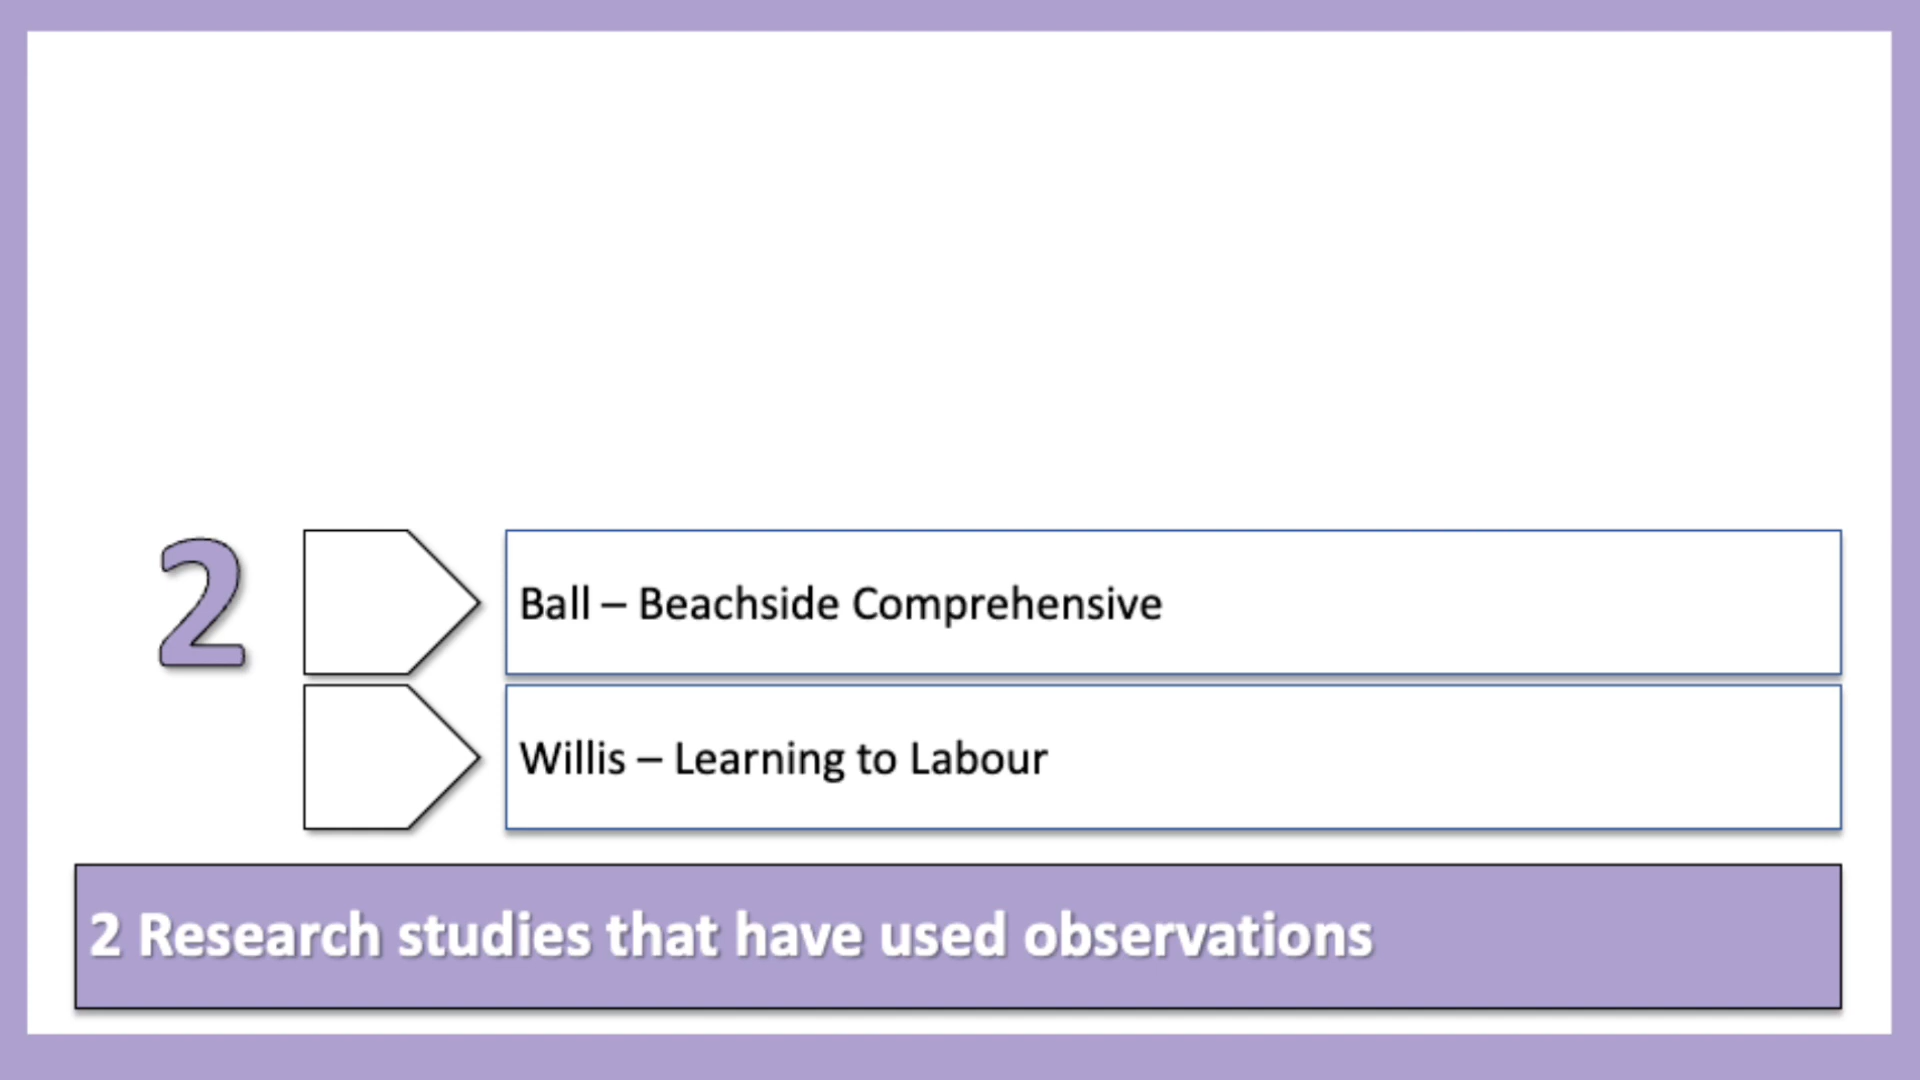 2
Ball – Beachside Comprehensive
Willis – Learning to Labour
2 Research studies that have used observations